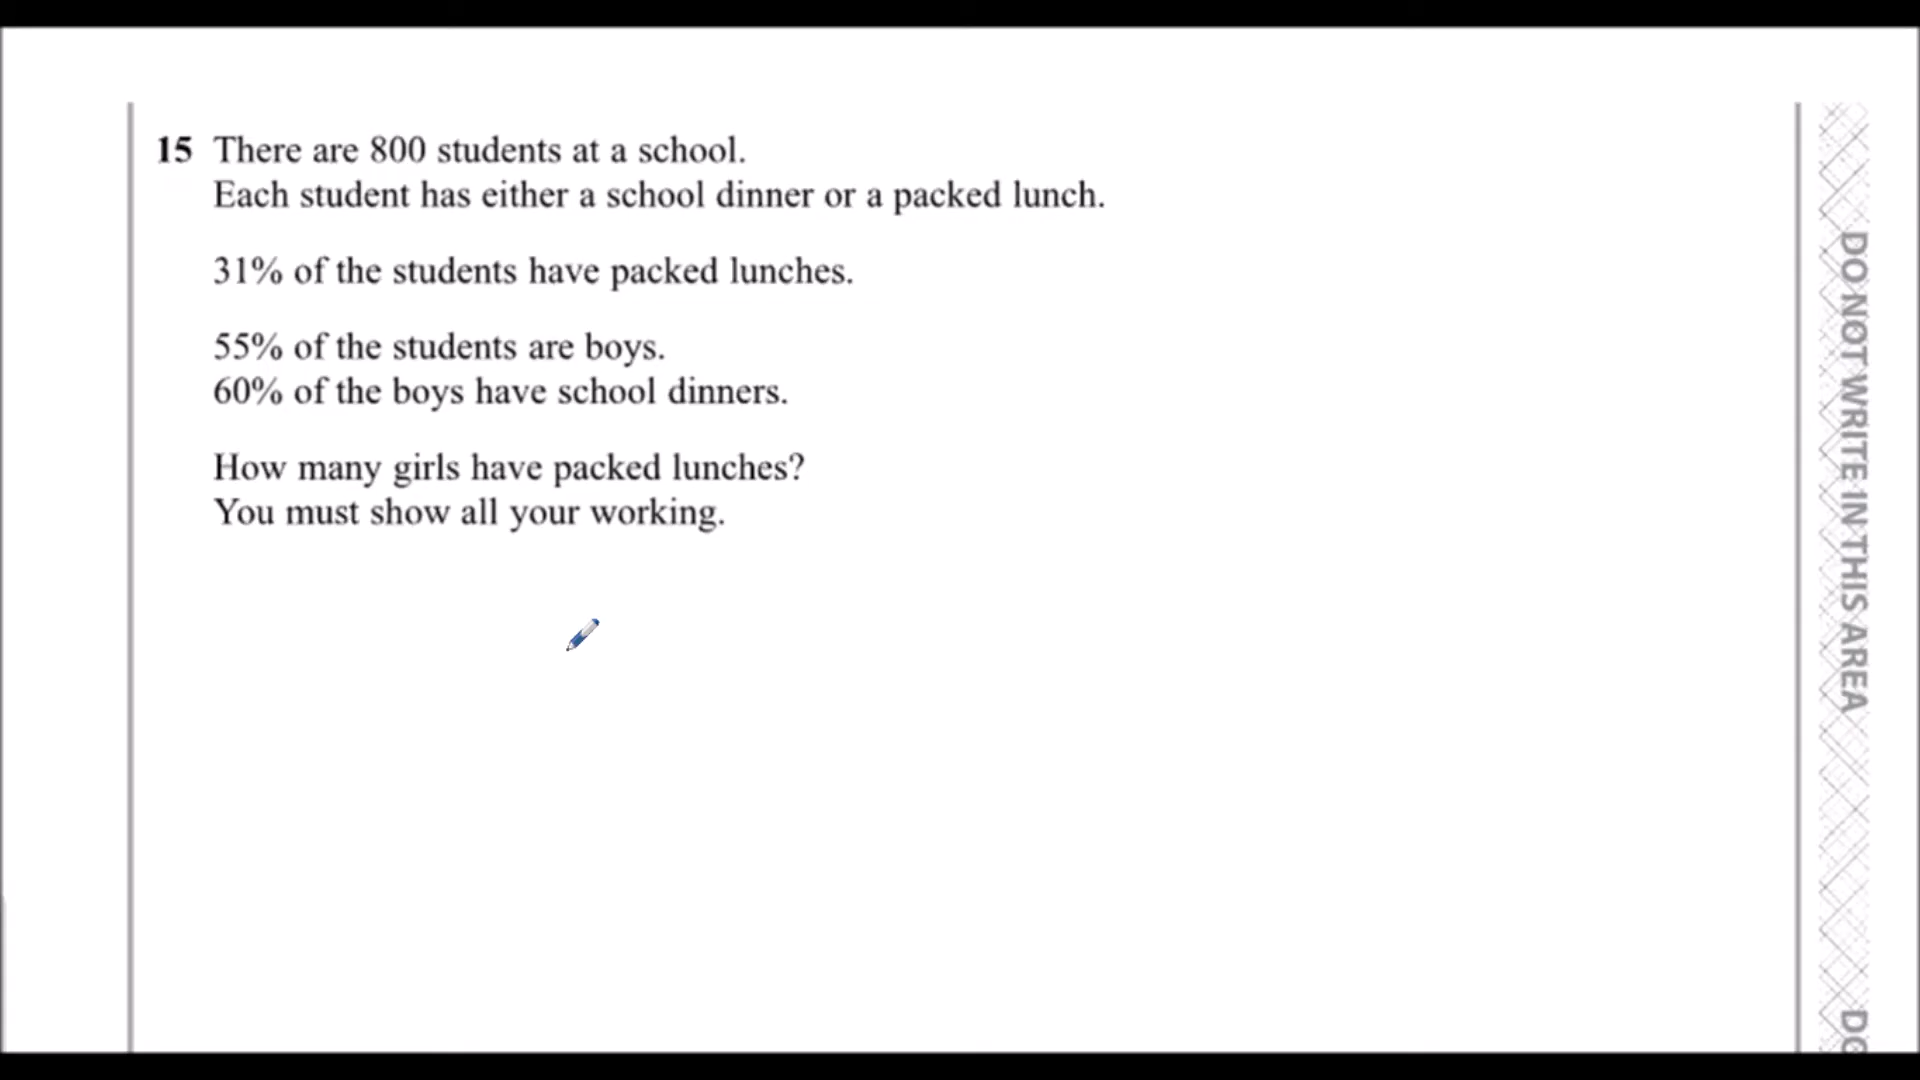 15 There are 800 students at a school.
Each student has either a school dinner or a packed lunch.
31% of the students have packed lunches.
55% of the students are boys.
60% of the boys have school dinners.
How many girls have packed lunches?
You must show all your working.
DO NOT WRITE IN THIS AREA
DO